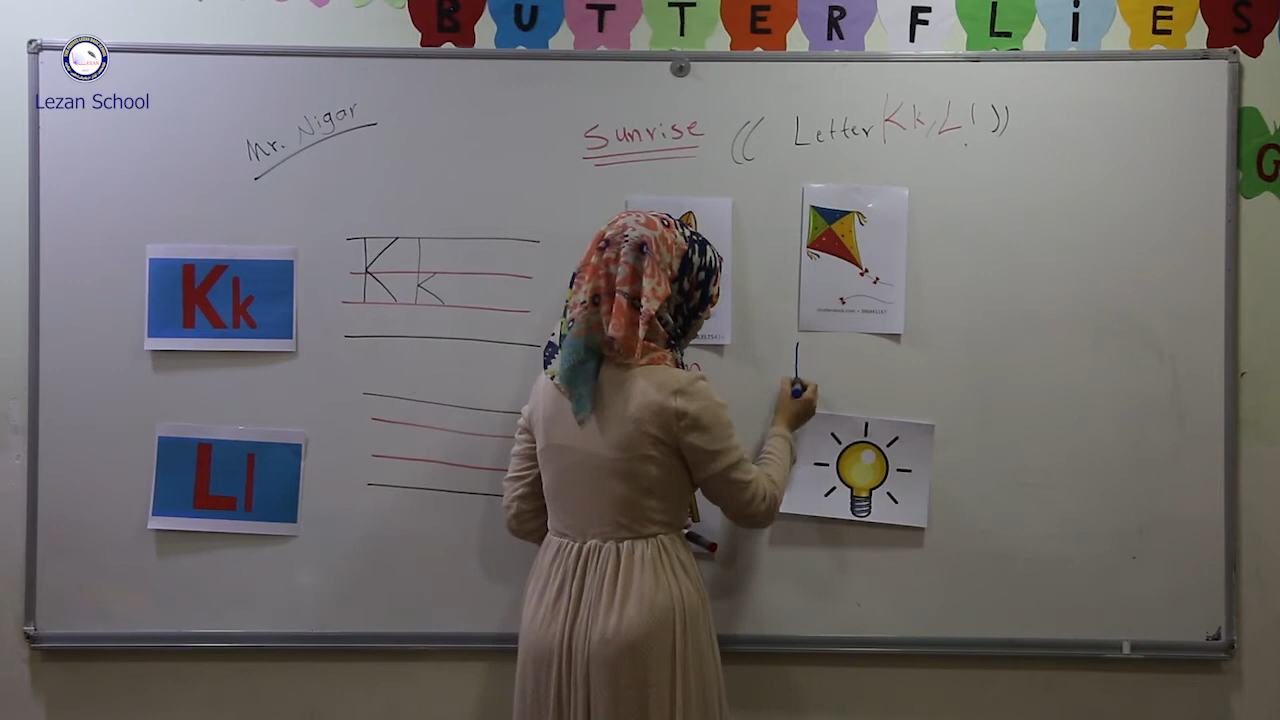 BUTTERFLIES
G
Lezan School
Mr. Nigar
Sunrise (( Letter Kk, Ll ))
Kk
Kk
Ll